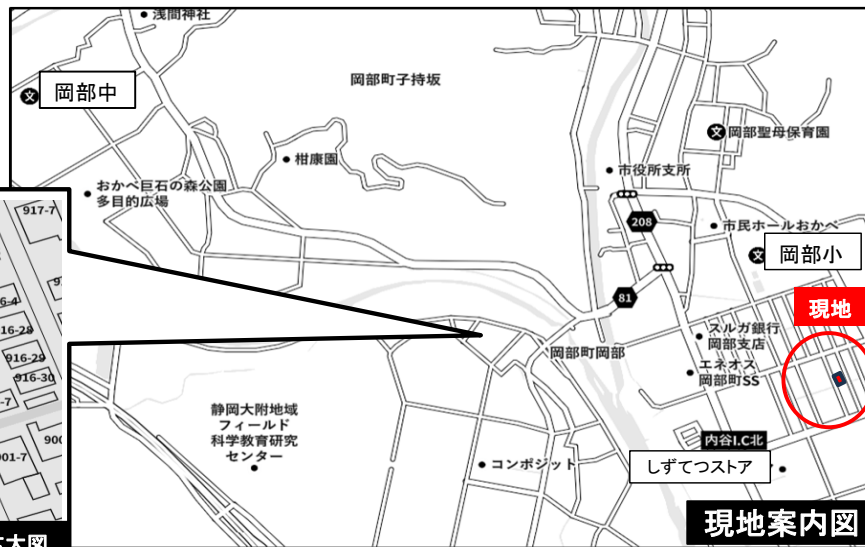 浅間神社
岡部中
岡部町子持坂
岡部聖母保育園
柑康園
市役所支所
おかべ巨石の森公園
多目的広場
208
市民ホールおかべ
岡部小
917-7
81
現地
スルガ銀行
岡部支店
916-28
岡部町岡部
エネオス
岡部町SS
916-29
916-30
静岡大附地域
フィールド
科学教育研究
センター
内谷I.C北
コンポジット
しずてつストア
現地案内図